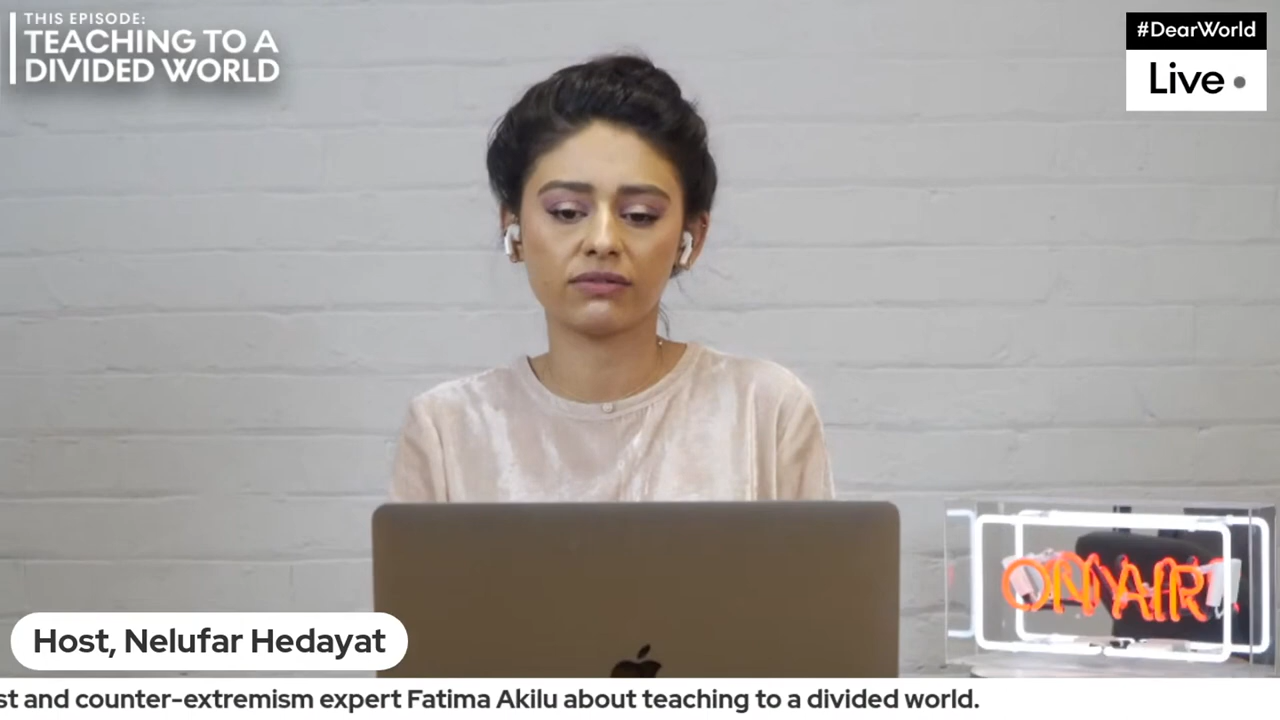 THIS EPISODE:
TEACHING TO A
DIVIDED WORLD
#DearWorld
Live
ON AIR
Host, Nelufar Hedayat
st and counter-extremism expert Fatima Akilu about teaching to a divided world.